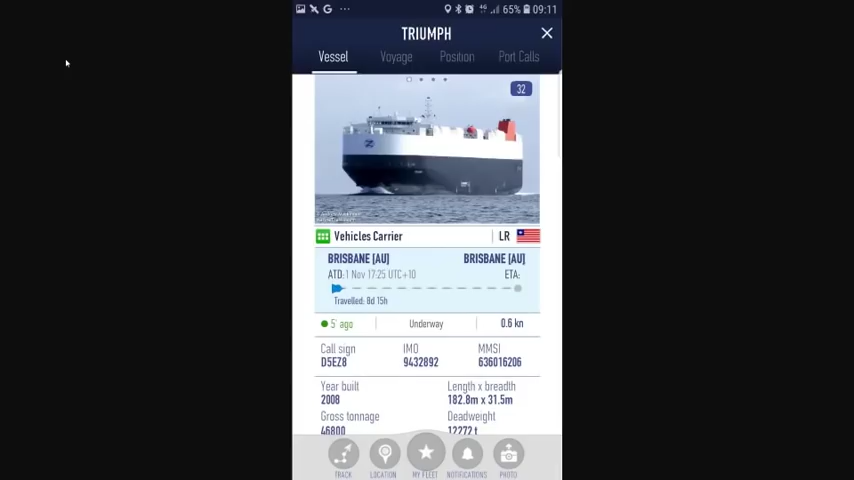 4G 65% 09:11
TRIUMPH
Vessel Voyage Position Port Calls
32
Vehicles Carrier LR
BRISBANE [AU] BRISBANE [AU]
ATD: 1 Nov 17:25 UTC+10 ETA:
Travelled: 8d 15h
5' ago Underway 0.6 kn
Call sign IMO MMSI
D5EZ8 9432892 636016206
Year built Length x breadth
2008 182.8m x 31.5m
Gross tonnage Deadweight
46800 12272 t
TRACK LOCATION MY FLEET NOTIFICATIONS PHOTO